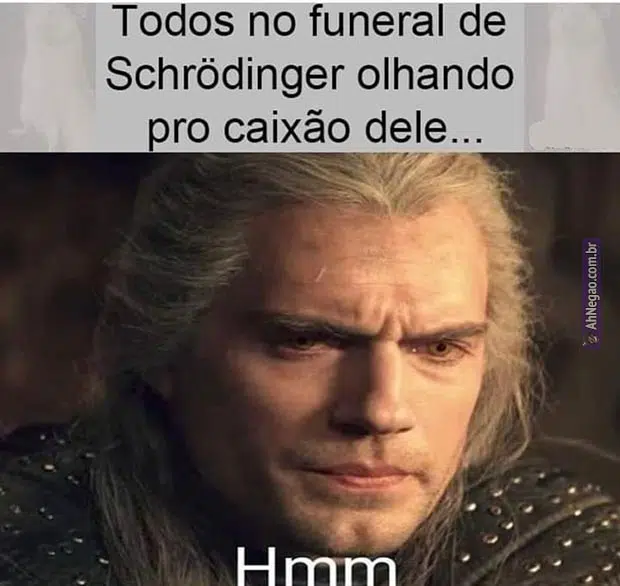 Todos no funeral de
Schrödinger olhando
pro caixão dele...
AhNegao.com.br
Hmm